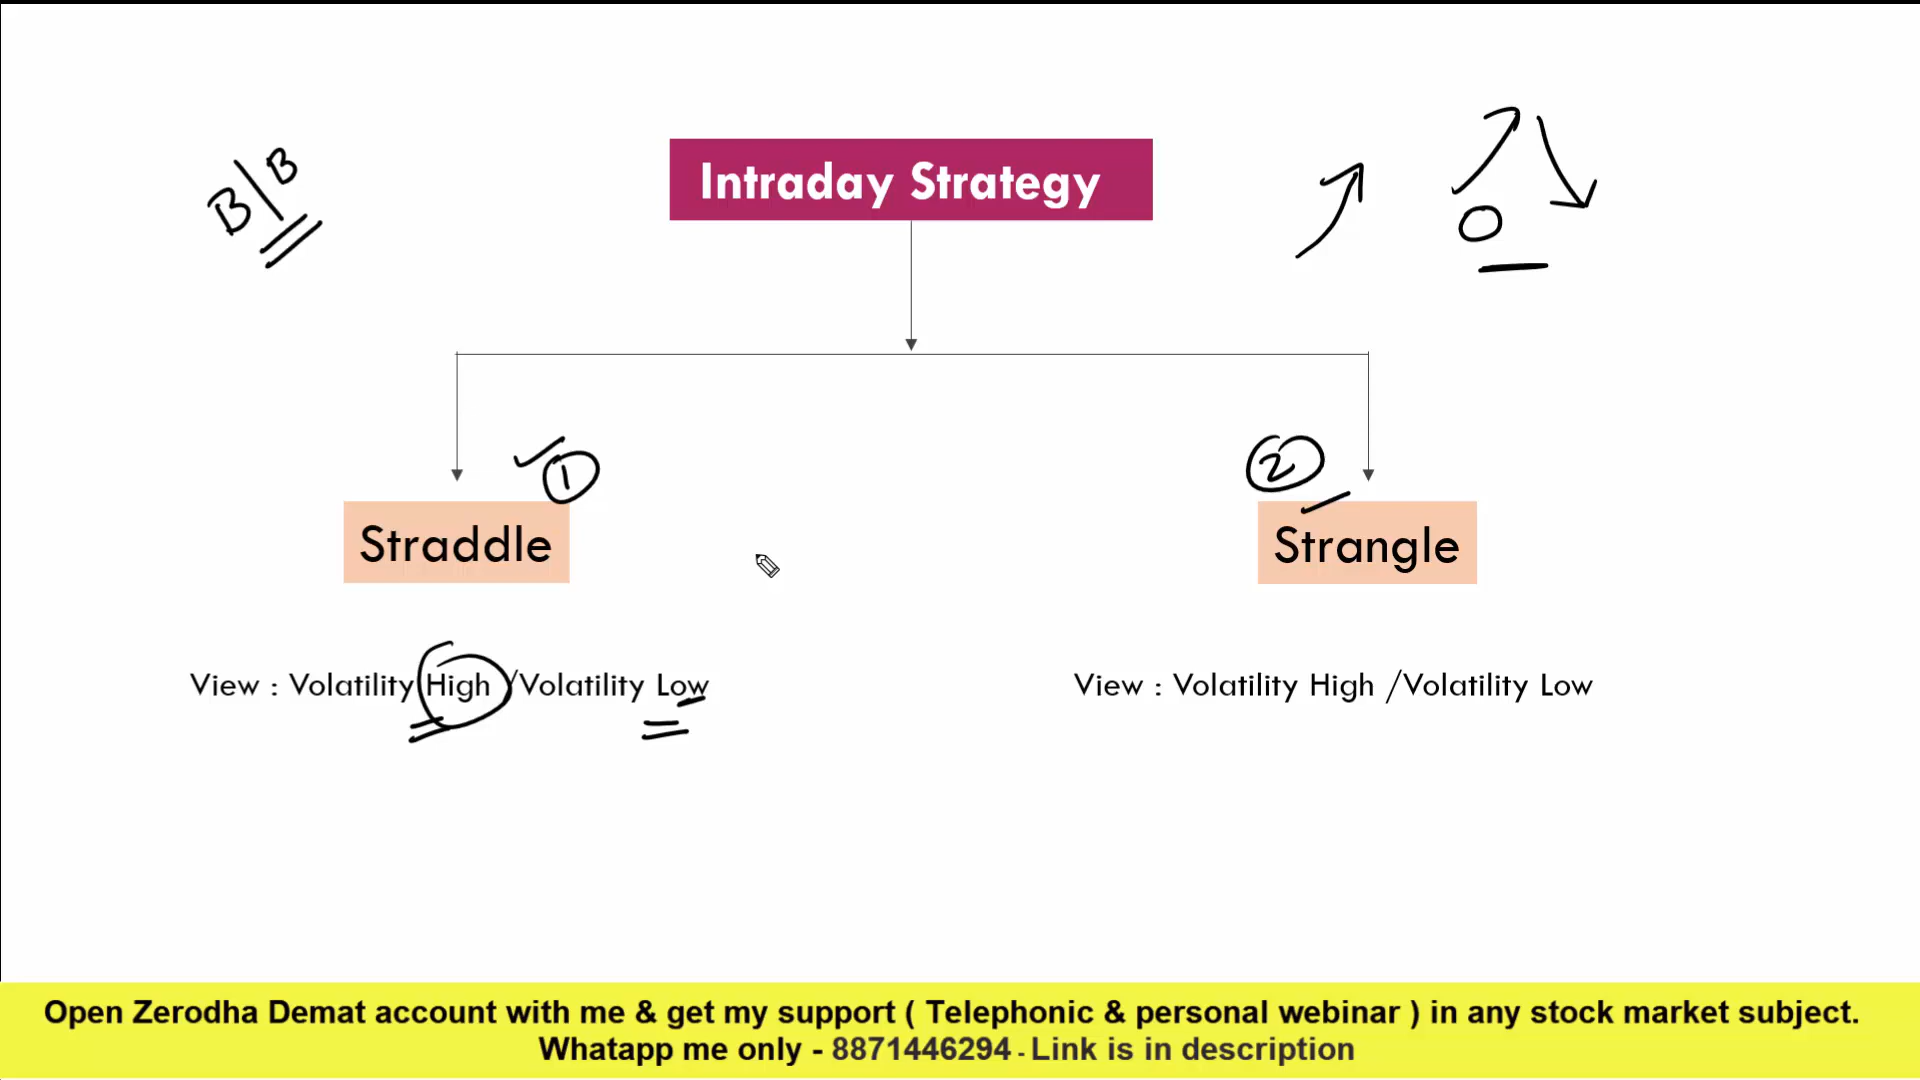 B/B
Intraday Strategy
0
1
2
Straddle
Strangle
View : Volatility High /Volatility Low
View : Volatility High /Volatility Low
Open Zerodha Demat account with me & get my support ( Telephonic & personal webinar ) in any stock market subject.
Whatapp me only - 8871446294 - Link is in description